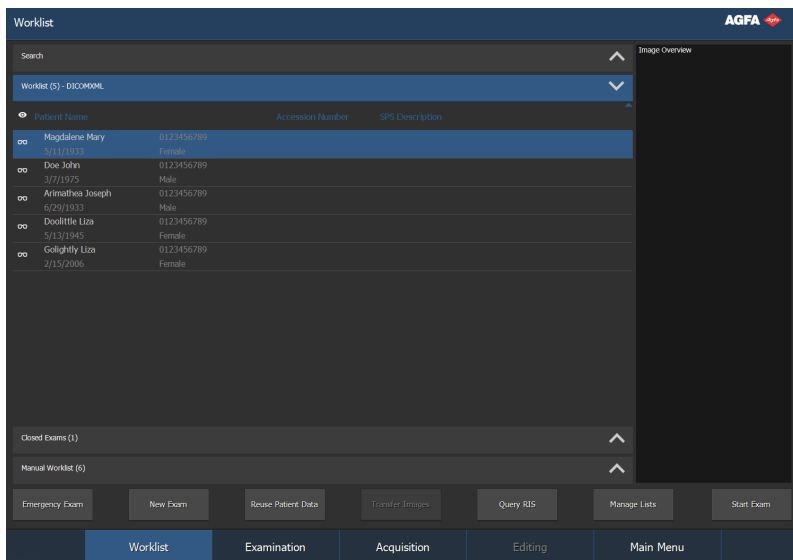 Worklist
AGFA Agfa
Search
Image Overview
Worklist (5) - DICOMXML
Patient Name Accession Number SPS Description
Magdalene Mary 0123456789
5/11/1933 Female
Doe John 0123456789
3/7/1975 Male
Arimathea Joseph 0123456789
6/29/1933 Male
Doolittle Liza 0123456789
5/13/1945 Female
Golightly Liza 0123456789
2/15/2006 Female
Closed Exams (1)
Manual Worklist (6)
Emergency Exam New Exam Reuse Patient Data Transfer Images Query RIS Manage Lists Start Exam
Worklist Examination Acquisition Editing Main Menu